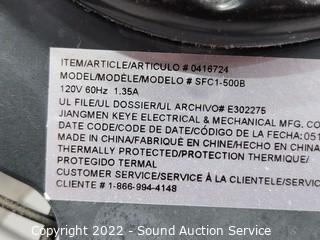 ITEM/ARTICLE/ARTICULO # 0416724
MODEL/MODÈLE/MODELO # SFC1-500B
120V 60Hz 1.35A
UL FILE/UL DOSSIER/UL ARCHIVO# E302275
JIANGMEN KEYE ELECTRICAL & MECHANICAL MFG. CO
DATE CODE/CODE DE DATE/CÓDIGO DE LA FECHA:051
MADE IN CHINA/FABRIQUÉ EN CHINE/HECHO EN CHINA
THERMALLY PROTECTED/PROTECTION THERMIQUE/
PROTEGIDO TERMAL
CUSTOMER SERVICE/SERVICE À LA CLIENTELE/SERVIC
CLIENTE # 1-866-994-4148
Copyright 2022 - Sound Auction Service